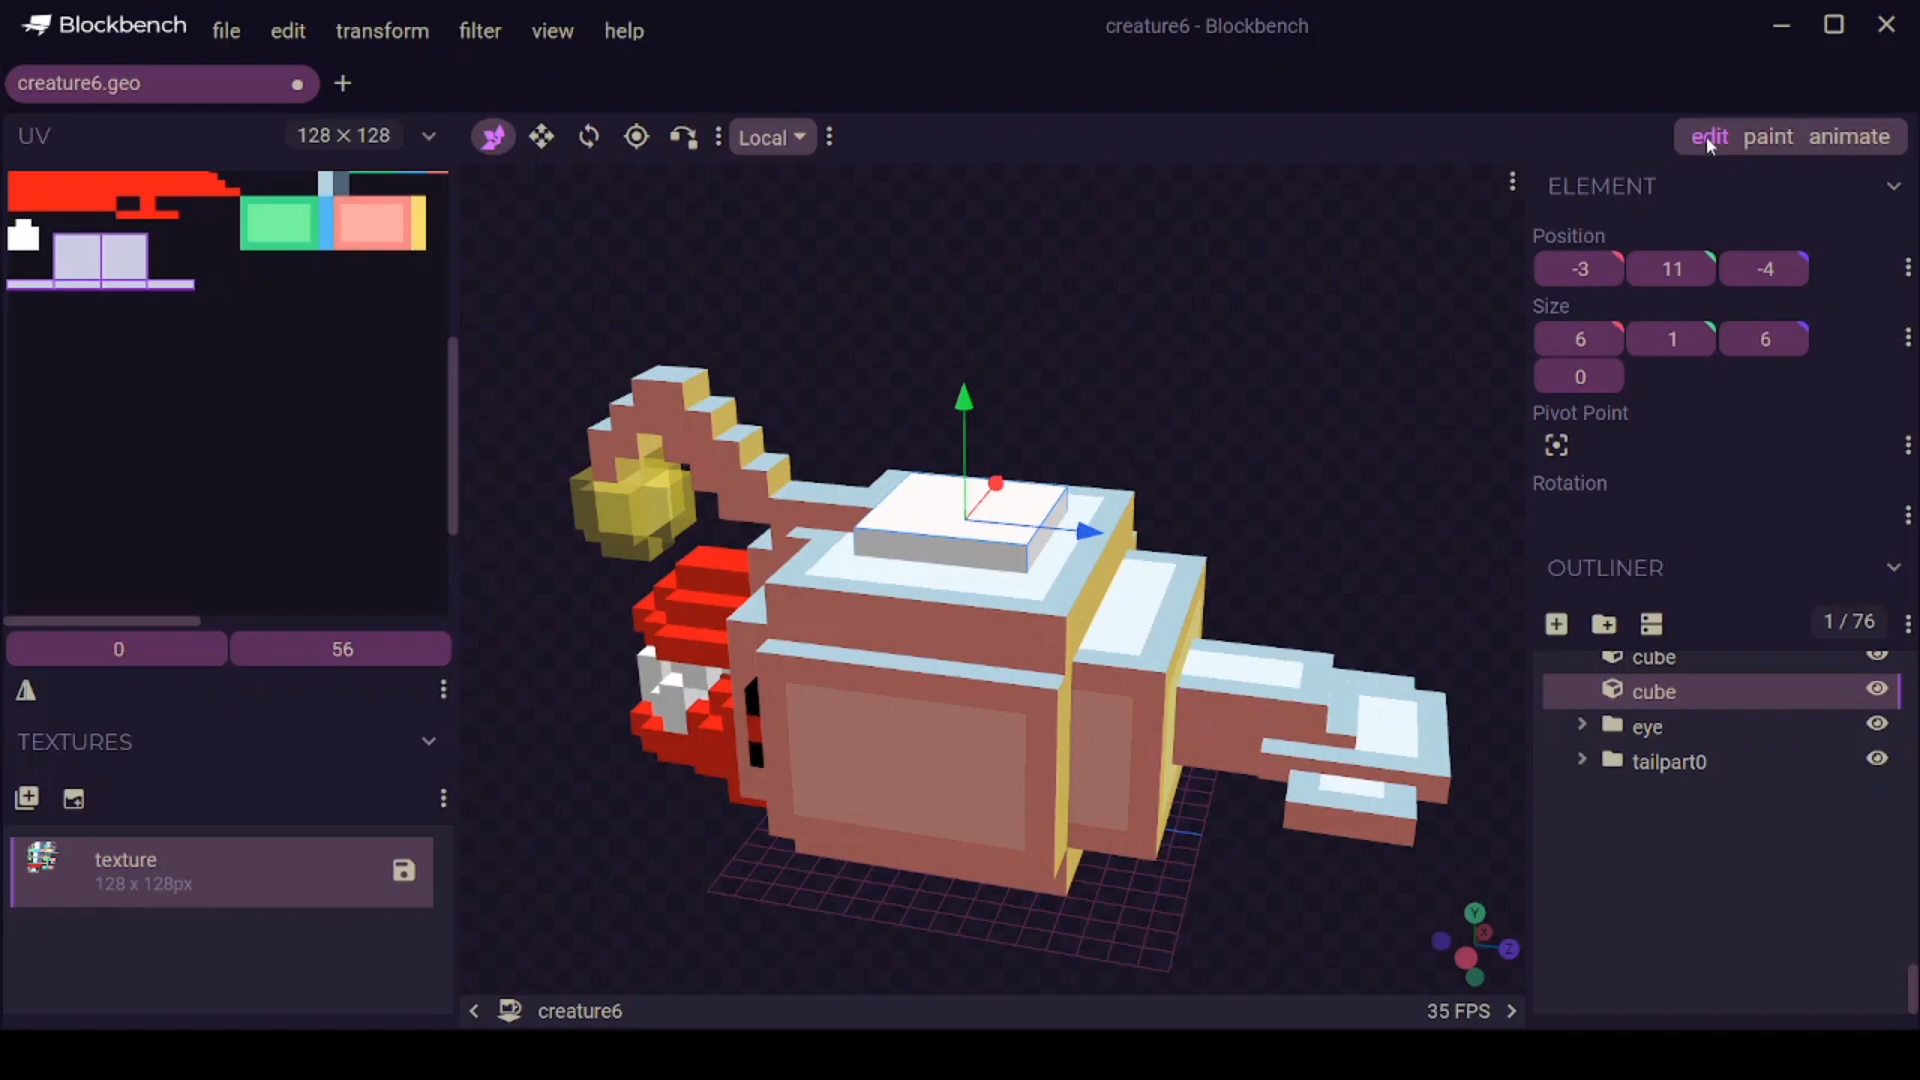 Blockbench file edit transform filter view help creature6 - Blockbench
creature6.geo
UV 128×128 Local edit paint animate
ELEMENT
Position
-3 11 -4
Size
6 1 6
0
Pivot Point
Rotation
OUTLINER
1 / 76
cube
cube
eye
tailpart0
0 56
TEXTURES
texture
128 x 128px
creature6 35 FPS
Y
X
Z